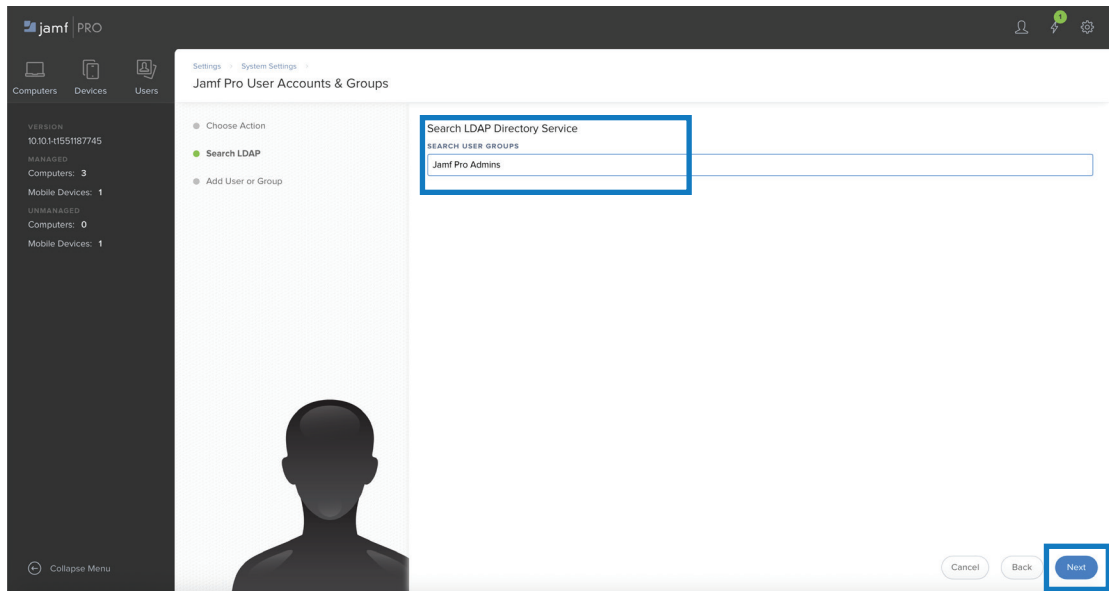 jamf PRO
1
Computers
Devices
Users
Settings
System Settings
Jamf Pro User Accounts & Groups
VERSION
10.10.1-t1551187745
MANAGED
Computers: 3
Mobile Devices: 1
UNMANAGED
Computers: 0
Mobile Devices: 1
Collapse Menu
Choose Action
Search LDAP
Add User or Group
Search LDAP Directory Service
SEARCH USER GROUPS
Jamf Pro Admins
Cancel
Back
Next